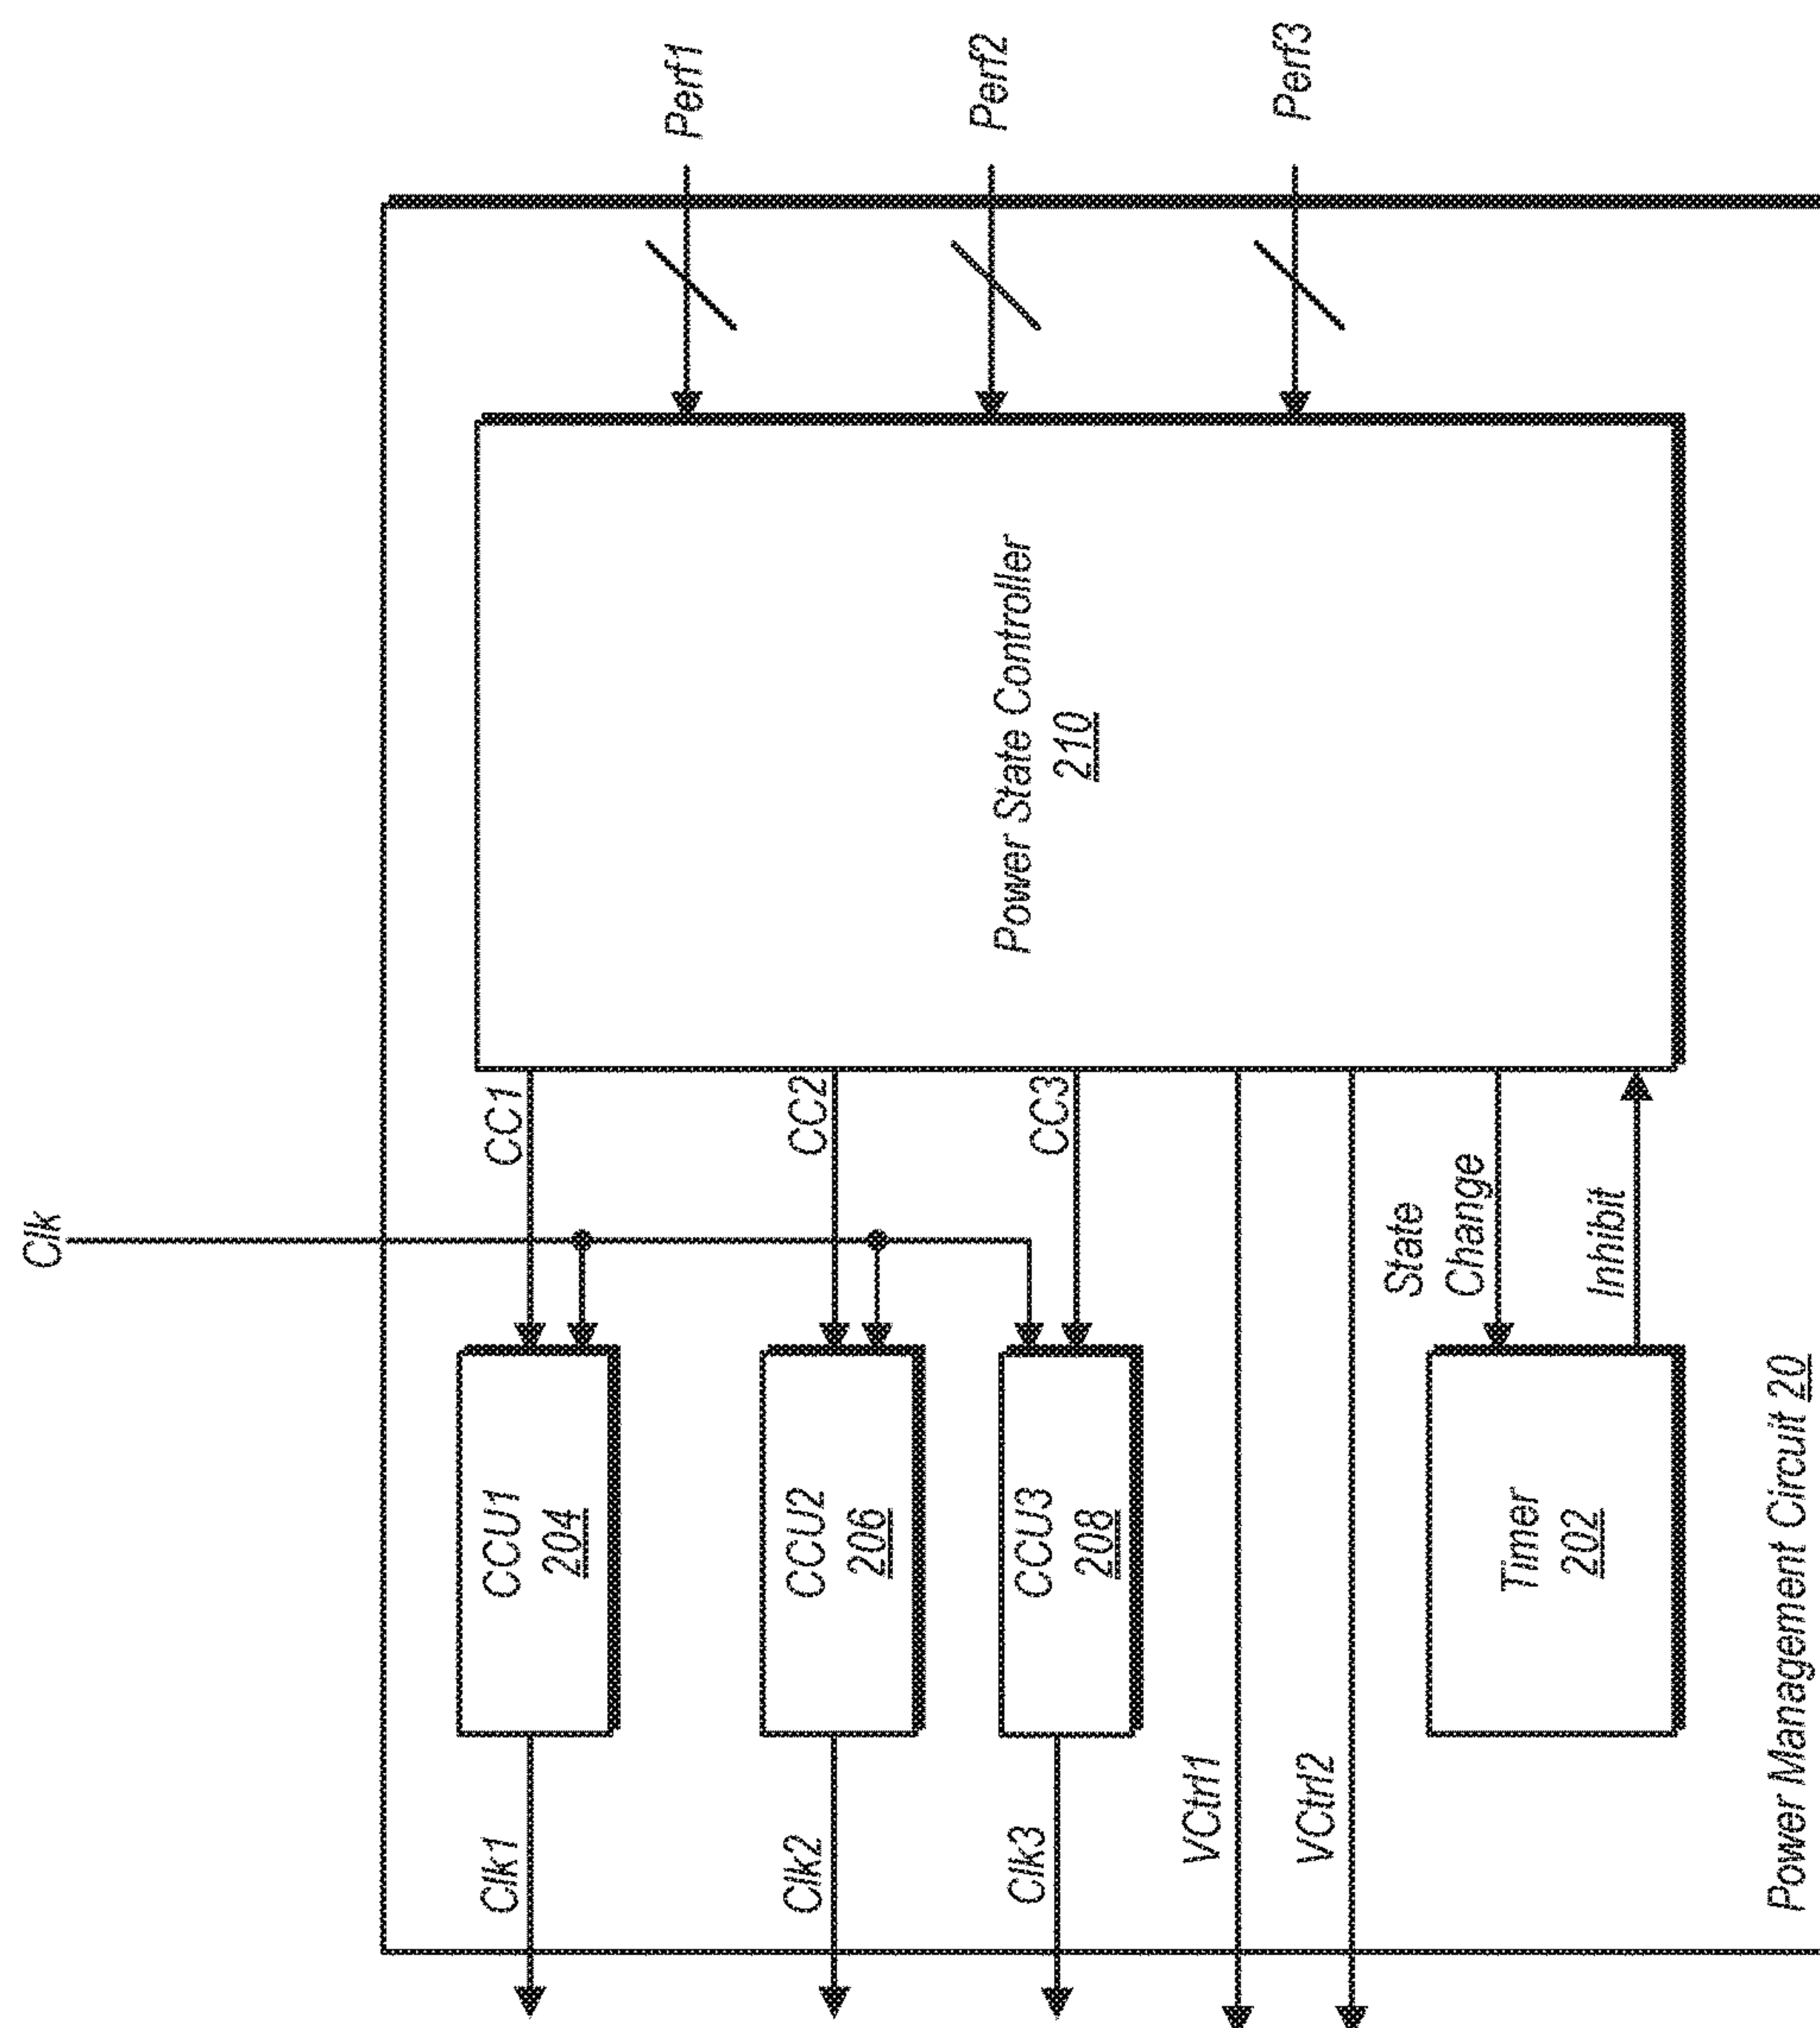 Clk
Perf1
Perf2
Perf3
CC1
CC2
CC3
Power State Controller
210
CCU1
204
CCU2
206
CCU3
208
Clk1
Clk2
Clk3
VCtrl1
VCtrl2
State
Change
Inhibit
Timer
202
Power Management Circuit 20